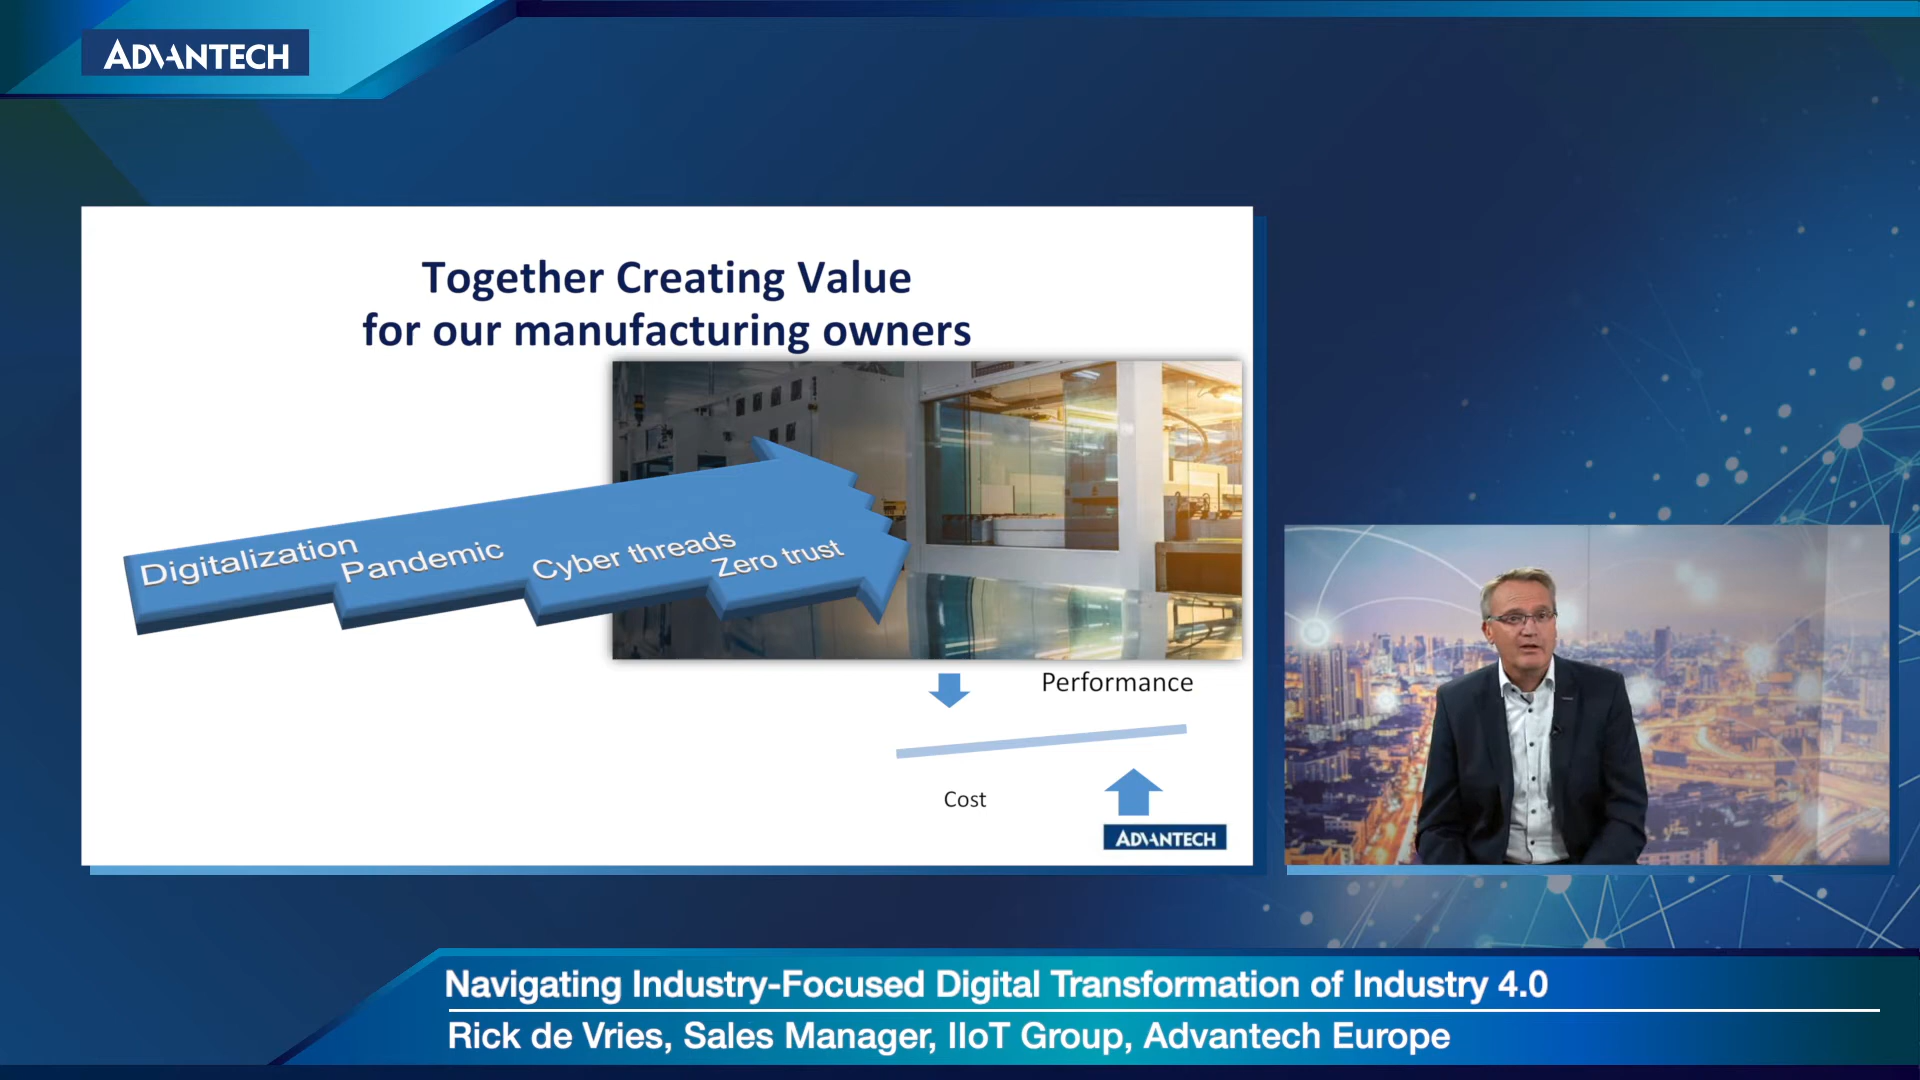 ADVANTECH
Together Creating Value
for our manufacturing owners
Digitalization
Pandemic
Cyber threads
Zero trust
Performance
Cost
ADVANTECH
Navigating Industry-Focused Digital Transformation of Industry 4.0
Rick de Vries, Sales Manager, IIoT Group, Advantech Europe